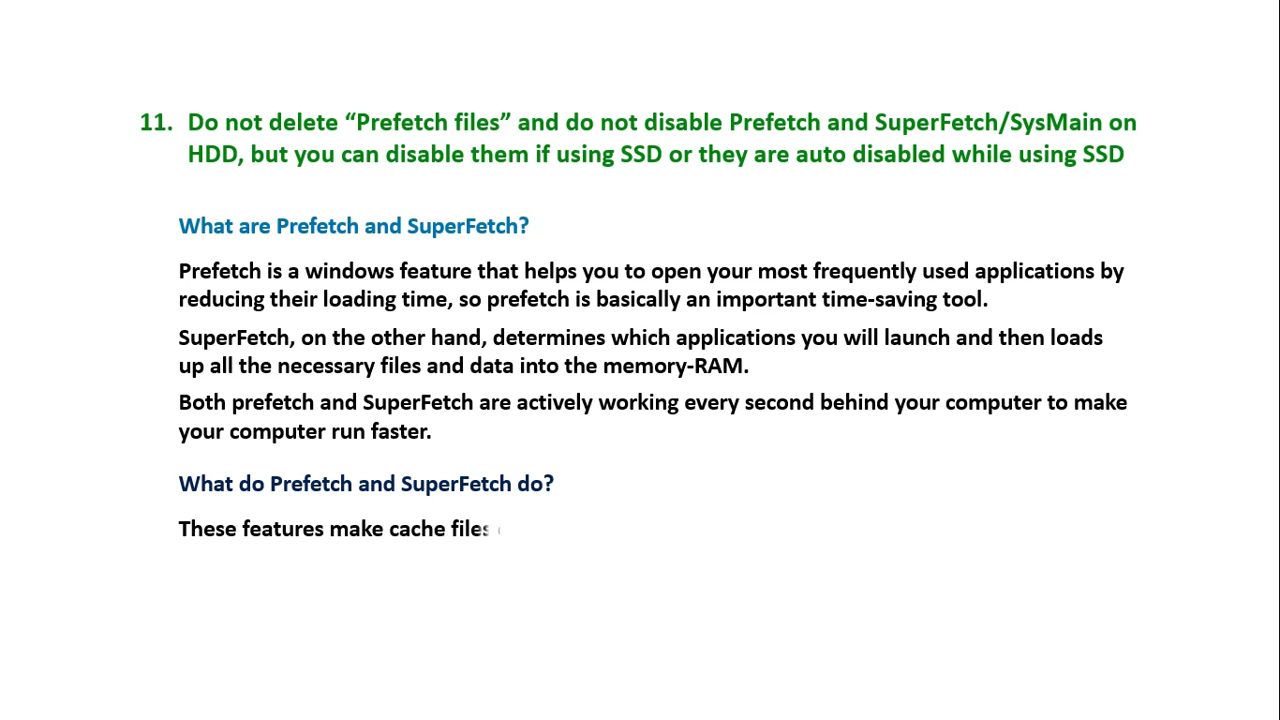 11. Do not delete “Prefetch files” and do not disable Prefetch and SuperFetch/SysMain on
HDD, but you can disable them if using SSD or they are auto disabled while using SSD
What are Prefetch and SuperFetch?
Prefetch is a windows feature that helps you to open your most frequently used applications by
reducing their loading time, so prefetch is basically an important time-saving tool.
SuperFetch, on the other hand, determines which applications you will launch and then loads
up all the necessary files and data into the memory-RAM.
Both prefetch and SuperFetch are actively working every second behind your computer to make
your computer run faster.
What do Prefetch and SuperFetch do?
These features make cache files